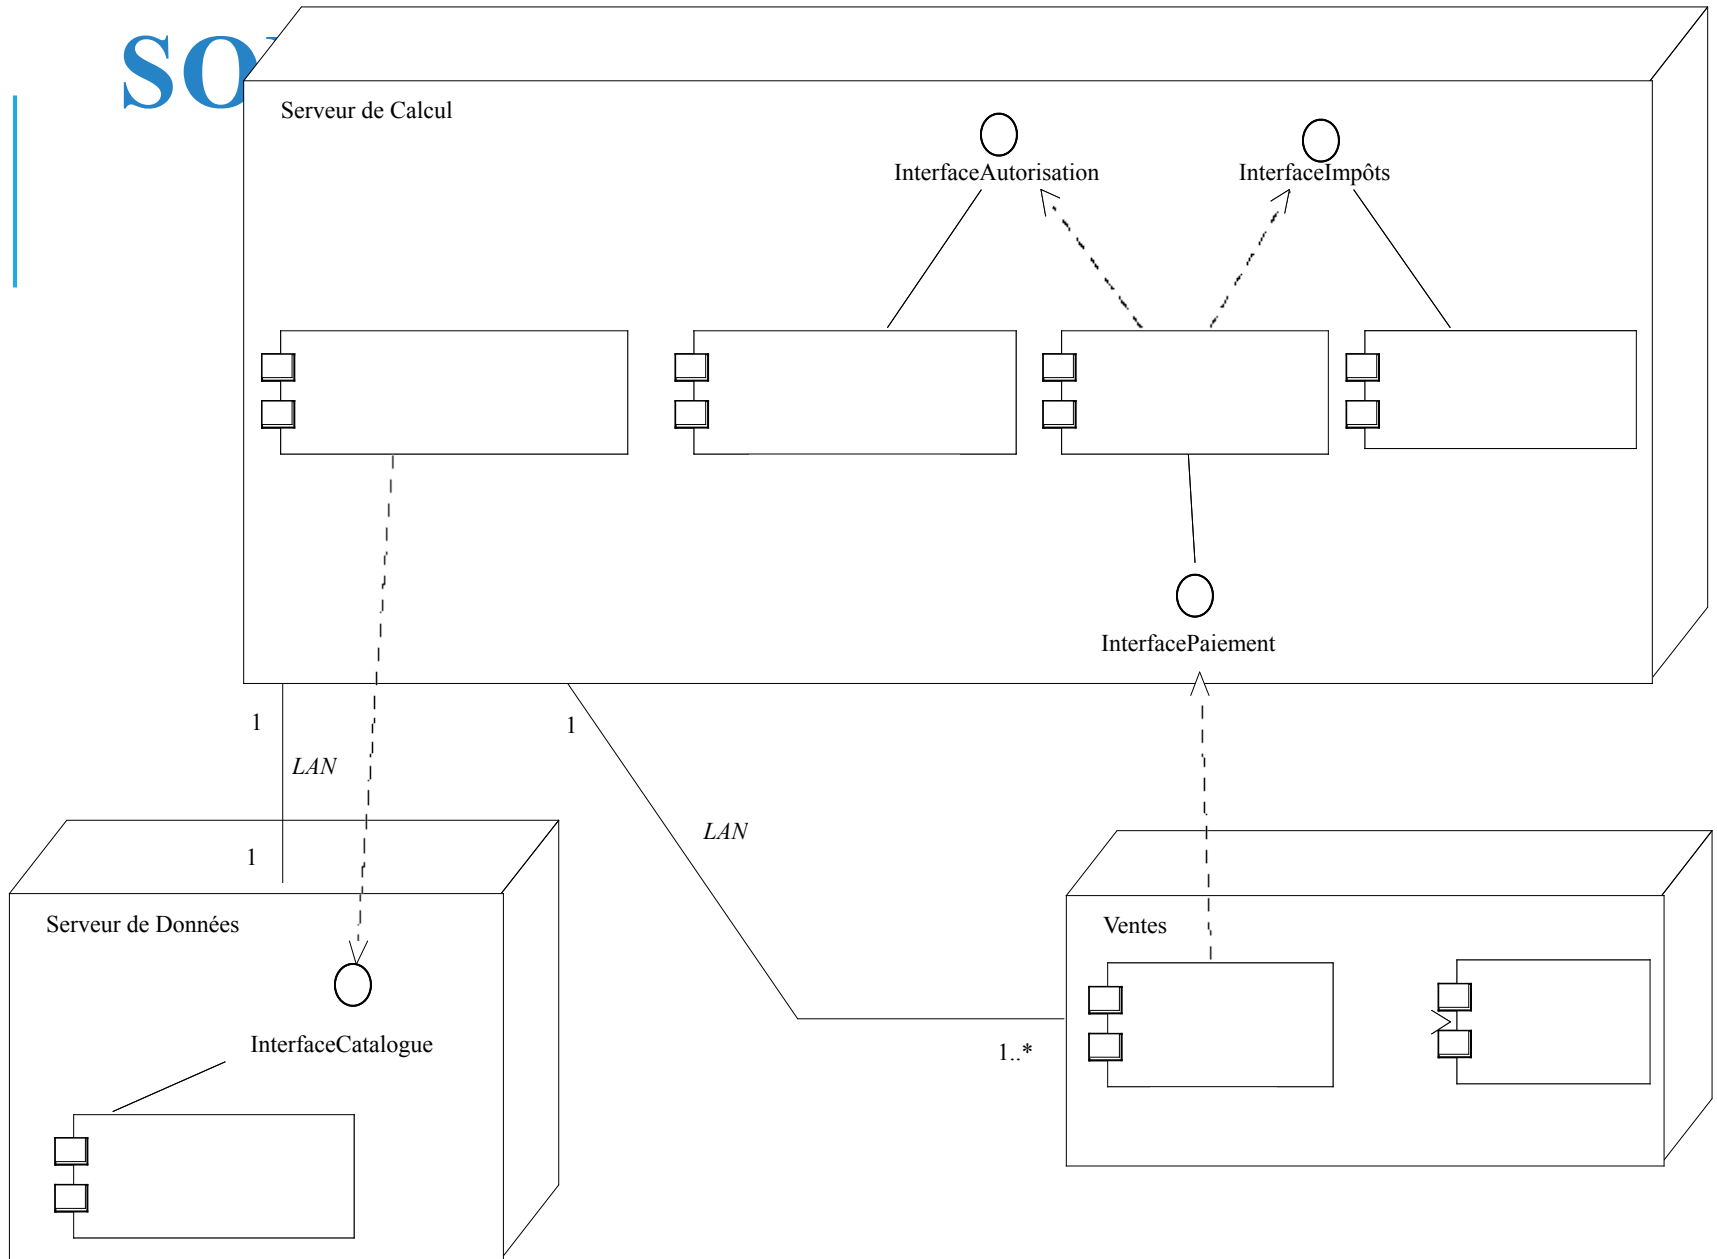 SO
Serveur de Calcul
InterfaceAutorisation
InterfaceImpôts
InterfacePaiement
1
1
LAN
LAN
1
Serveur de Données
Ventes
InterfaceCatalogue
1..*